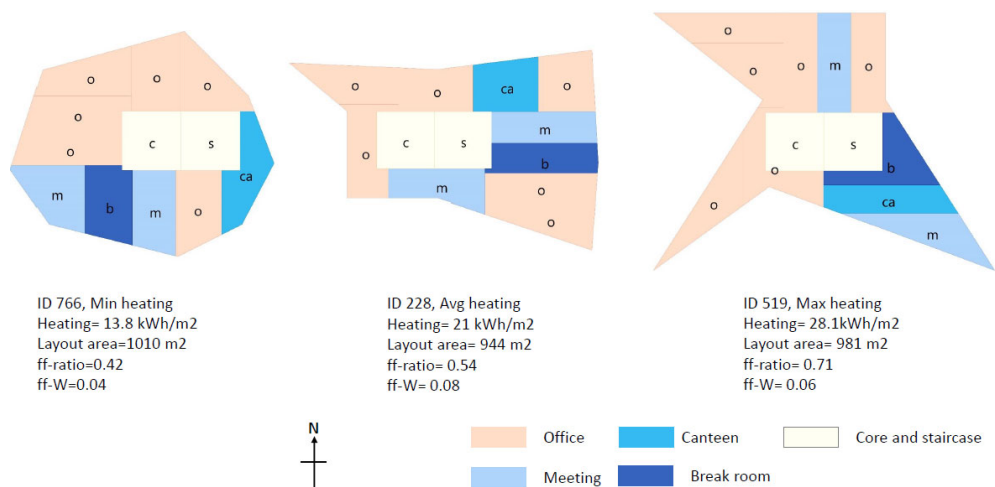 o
o
o
o
o
c
s
m
b
m
o
ca
o
o
ca
o
m
c
s
b
o
m
o
o
o
o
o
m
o
c
s
b
o
o
ca
m
ID 766, Min heating
Heating= 13.8 kWh/m2
Layout area=1010 m2
ff-ratio=0.42
ff-W=0.04
ID 228, Avg heating
Heating= 21 kWh/m2
Layout area= 944 m2
ff-ratio= 0.54
ff-W= 0.08
ID 519, Max heating
Heating= 28.1kWh/m2
Layout area= 981 m2
ff-ratio= 0.71
ff-W= 0.06
N
Office
Canteen
Core and staircase
Meeting
Break room